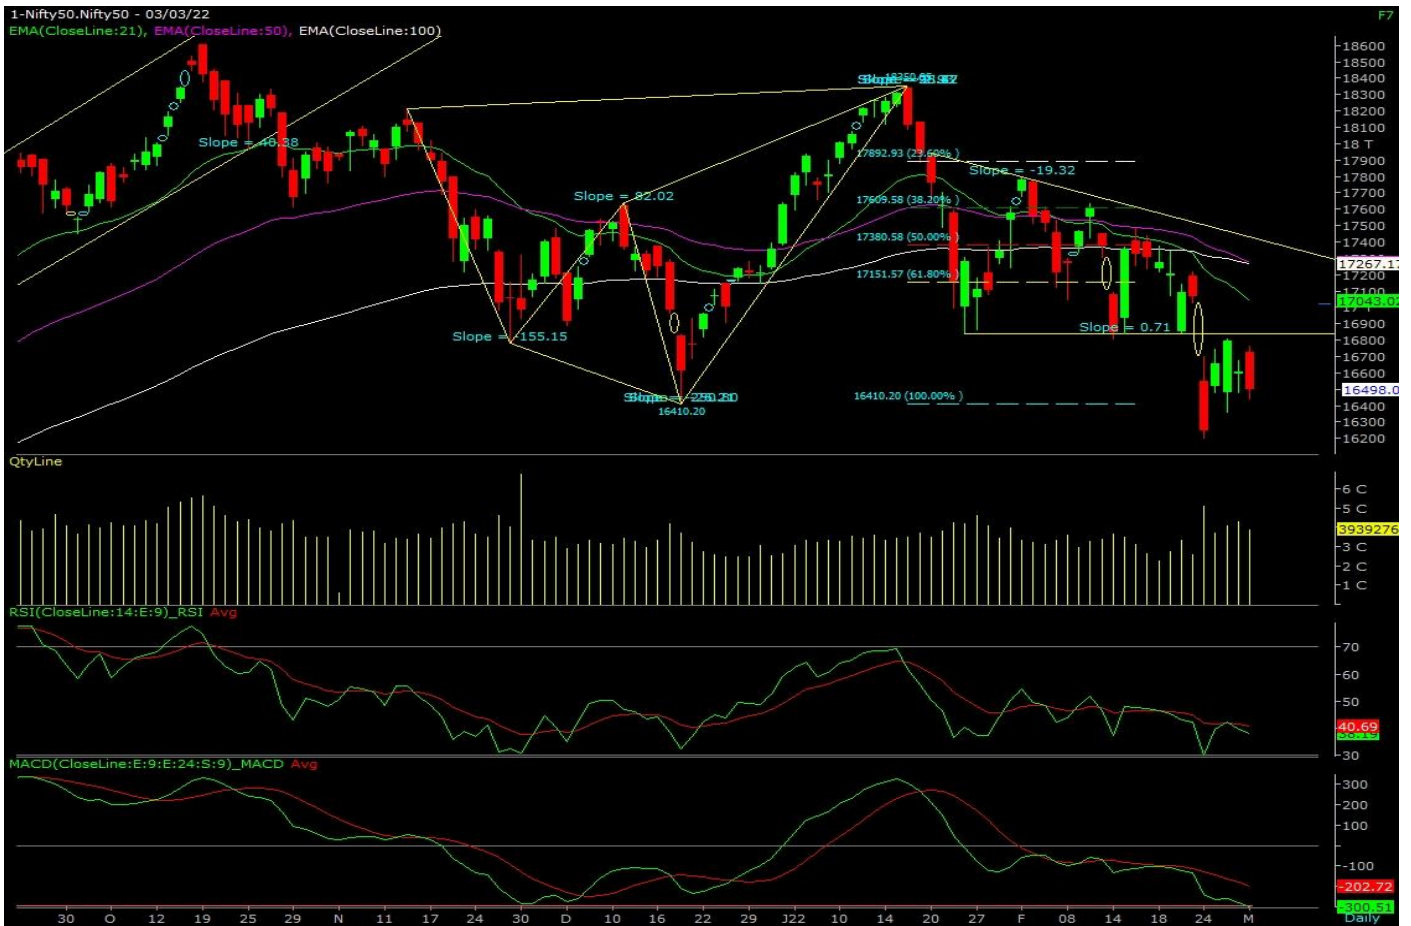 1-Nifty50.Nifty50 - 03/03/22
F7
EMA(CloseLine:21), EMA(CloseLine:50), EMA(CloseLine:100)
18600
18500
18400
18300
18200
18100
18 T
17900
17800
17700
17600
17500
17400
17267.1
17200
17100
17043.02
16900
16800
16700
16600
16498.0
16400
16300
16200
Slope = 40.38
Slope = -155.15
Slope = 82.02
16410.20
17892.93 (23.60% )
Slope = -19.32
17609.58 (38.20% )
17380.58 (50.00% )
17151.57 (61.80% )
Slope = 0.71
16410.20 (100.00% )
QtyLine
6 C
5 C
3939276
3 C
2 C
1 C
RSI(CloseLine:14:E:9)_RSI Avg
70
60
50
40.69
30
MACD(CloseLine:E:9:E:24:S:9)_MACD Avg
300
200
100
-100
-202.72
-300.51
30 O 12 19 25 29 N 11 17 24 30 D 10 16 22 29 J22 10 14 20 27 F 08 14 18 24 M
Daily